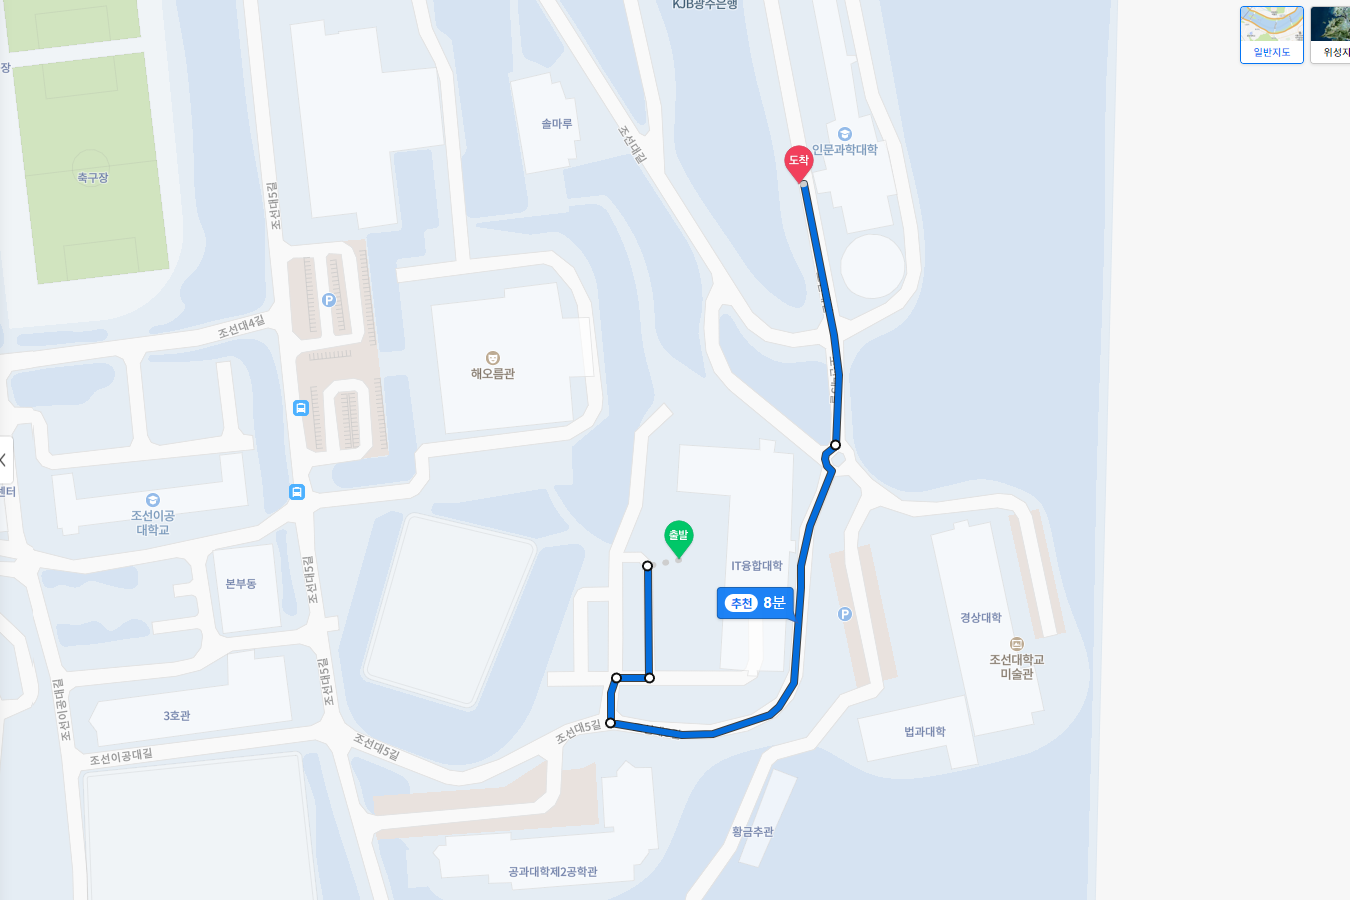 KJB광주은행
일반지도
위성지
장
축구장
솔마루
조선대길
인문과학대학
도착
조선대5길
P
조선대4길
해오름관
센터
조선이공
대학교
본부동
조선대5길
출발
IT융합대학
추천 8분
P
경상대학
조선대학교
미술관
조선대5길
조선이공대길
3호관
조선대5길
조선대5길
법과대학
조선이공대길
황금추관
공과대학제2공학관